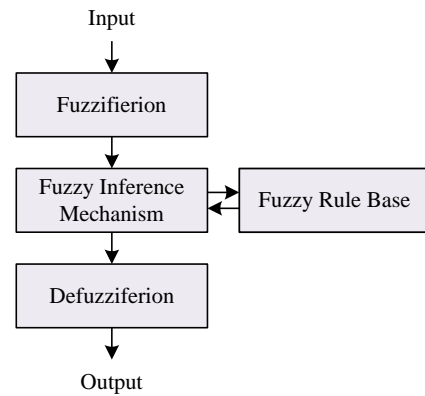 Input
Fuzzifierion
Fuzzy Inference
Mechanism
Fuzzy Rule Base
Defuzziferion
Output